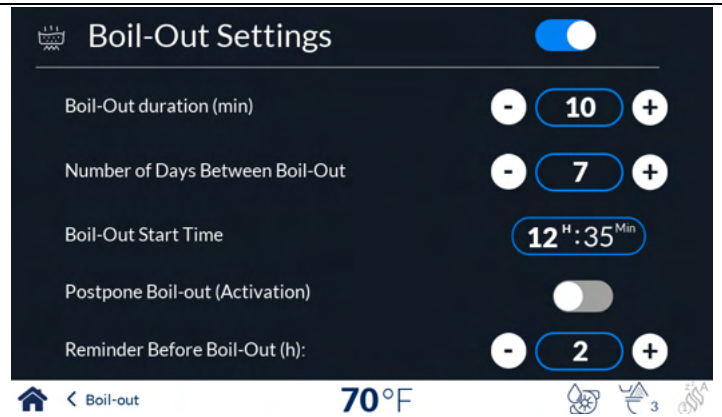 Boil-Out Settings
Boil-Out duration (min) - 10 +
Number of Days Between Boil-Out - 7 +
Boil-Out Start Time 12 H:35 Min
Postpone Boil-out (Activation)
Reminder Before Boil-Out (h): - 2 +
Boil-out 70°F 3